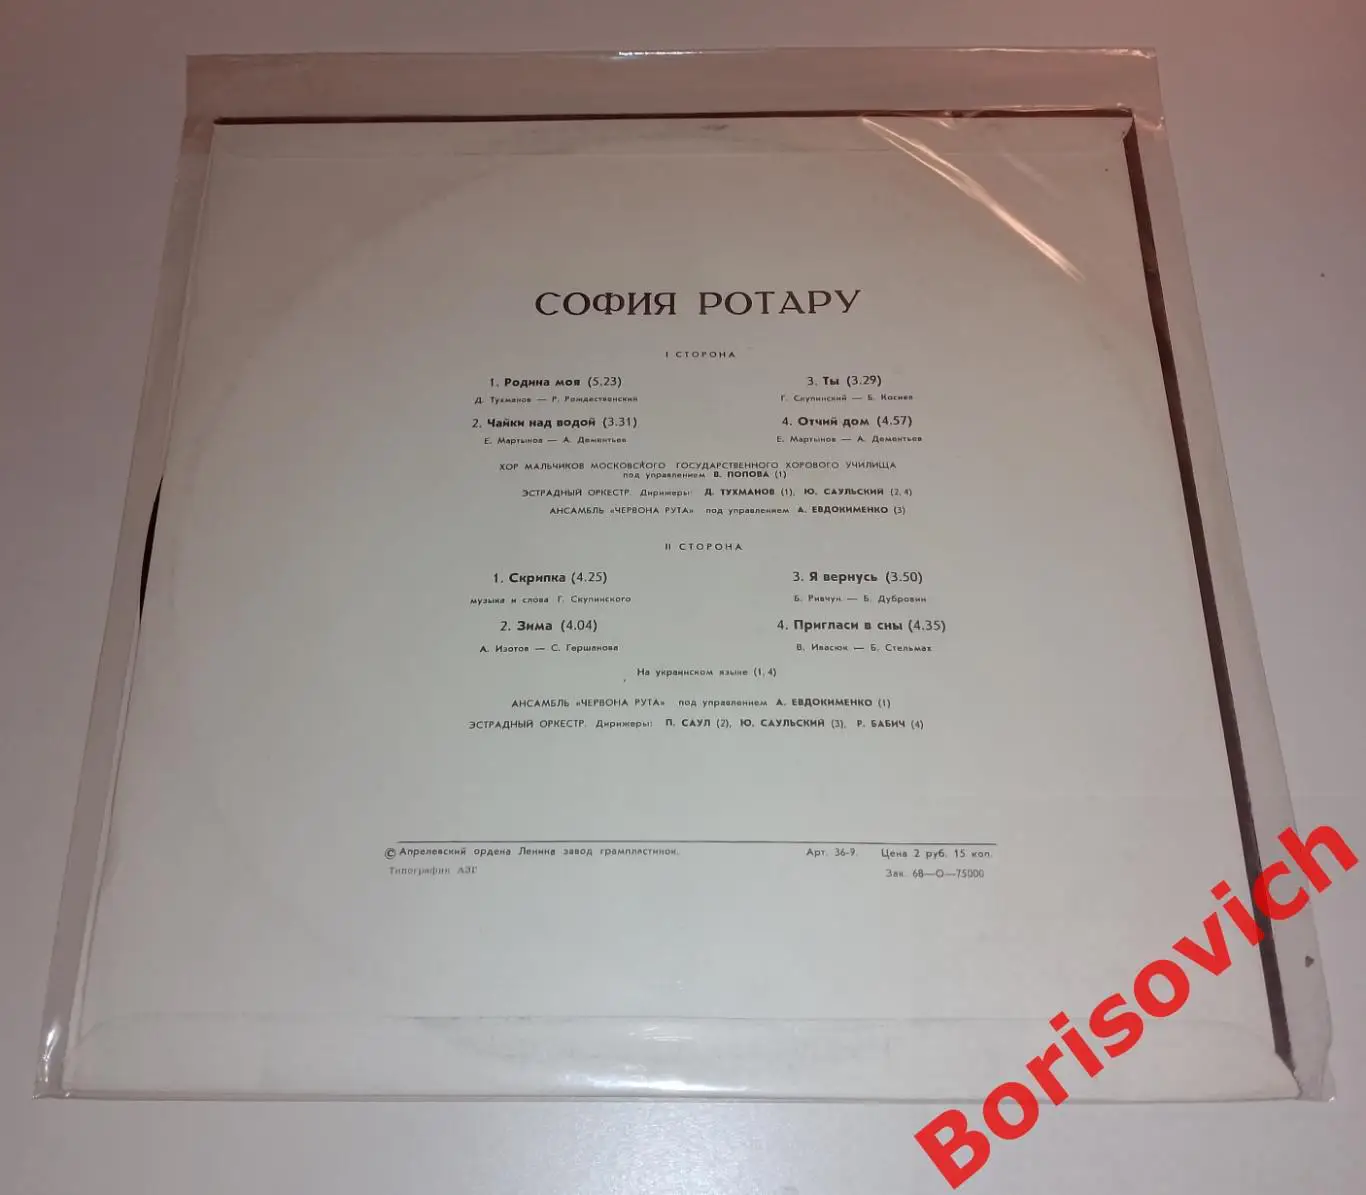 СОФИЯ РОТАРУ
I СТОРОНА
1. Родина моя (5.23)
Д. Тухманов — Р. Рождественский
2. Чайки над водой (3.31)
Е. Мартынов — А. Дементьев
3. Ты (3.29)
Г. Скупинский — Б. Косиев
4. Отчий дом (4.57)
Е. Мартынов — А. Дементьев
ХОР МАЛЬЧИКОВ МОСКОВСКОГО ГОСУДАРСТВЕННОГО ХОРОВОГО УЧИЛИЩА
под управлением В. ПОПОВА (1)
ЭСТРАДНЫЙ ОРКЕСТР. Дирижеры: Д. ТУХМАНОВ (1), Ю. САУЛЬСКИЙ (2, 4)
АНСАМБЛЬ «ЧЕРВОНА РУТА» под управлением А. ЕВДОКИМЕНКО (3)
II СТОРОНА
1. Скрипка (4.25)
музыка и слова Г. Скупинского
2. Зима (4.04)
А. Изотов — С. Гершанова
3. Я вернусь (3.50)
Б. Ривчун — Б. Дубровин
4. Пригласи в сны (4.35)
В. Ивасюк — Б. Стельмах
На украинском языке (1, 4)
АНСАМБЛЬ «ЧЕРВОНА РУТА» под управлением А. ЕВДОКИМЕНКО (1)
ЭСТРАДНЫЙ ОРКЕСТР. Дирижеры: П. САУЛ (2), Ю. САУЛЬСКИЙ (3), Р. БАБИЧ (4)
© Апрелевский ордена Ленина завод грампластинок. Арт. 36-9. Цена 2 руб. 15 коп.
Типография АЗГ Зак. 68—О—75000
Borisovich